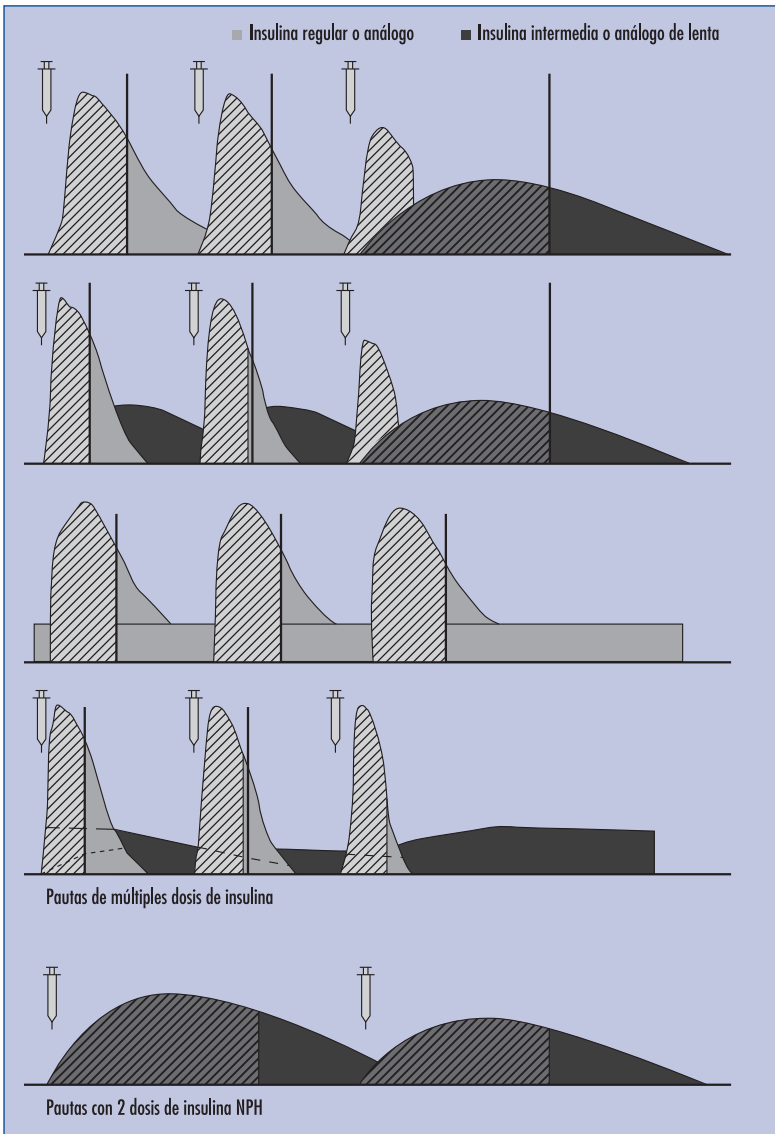 Insulina regular o análogo
Insulina intermedia o análogo de lenta
Pautas de múltiples dosis de insulina
Pautas con 2 dosis de insulina NPH